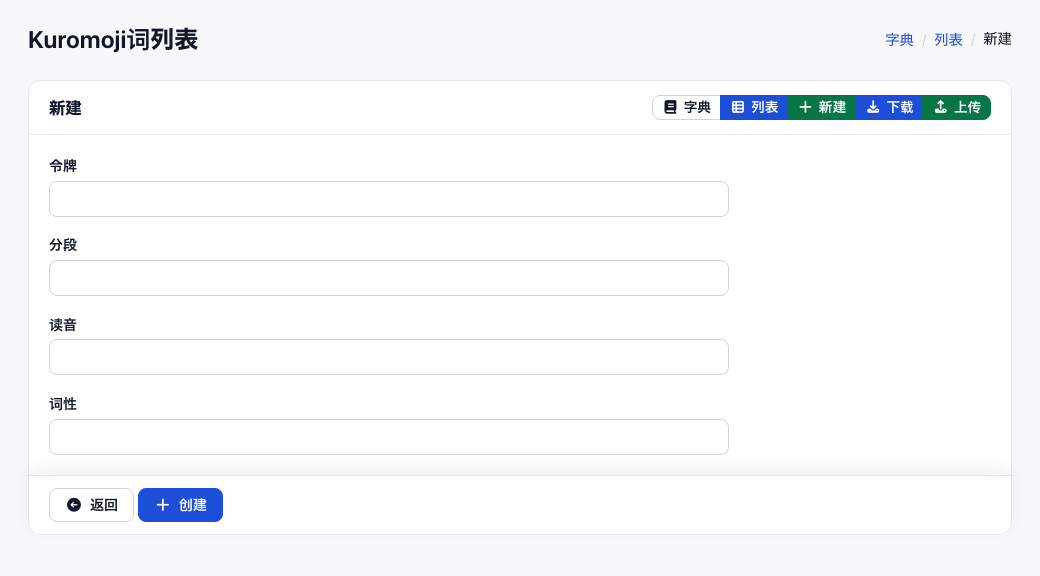 Kuromoji词列表
字典 / 列表 / 新建
新建
字典 列表 新建 下载 上传
令牌
分段
读音
词性
返回 创建